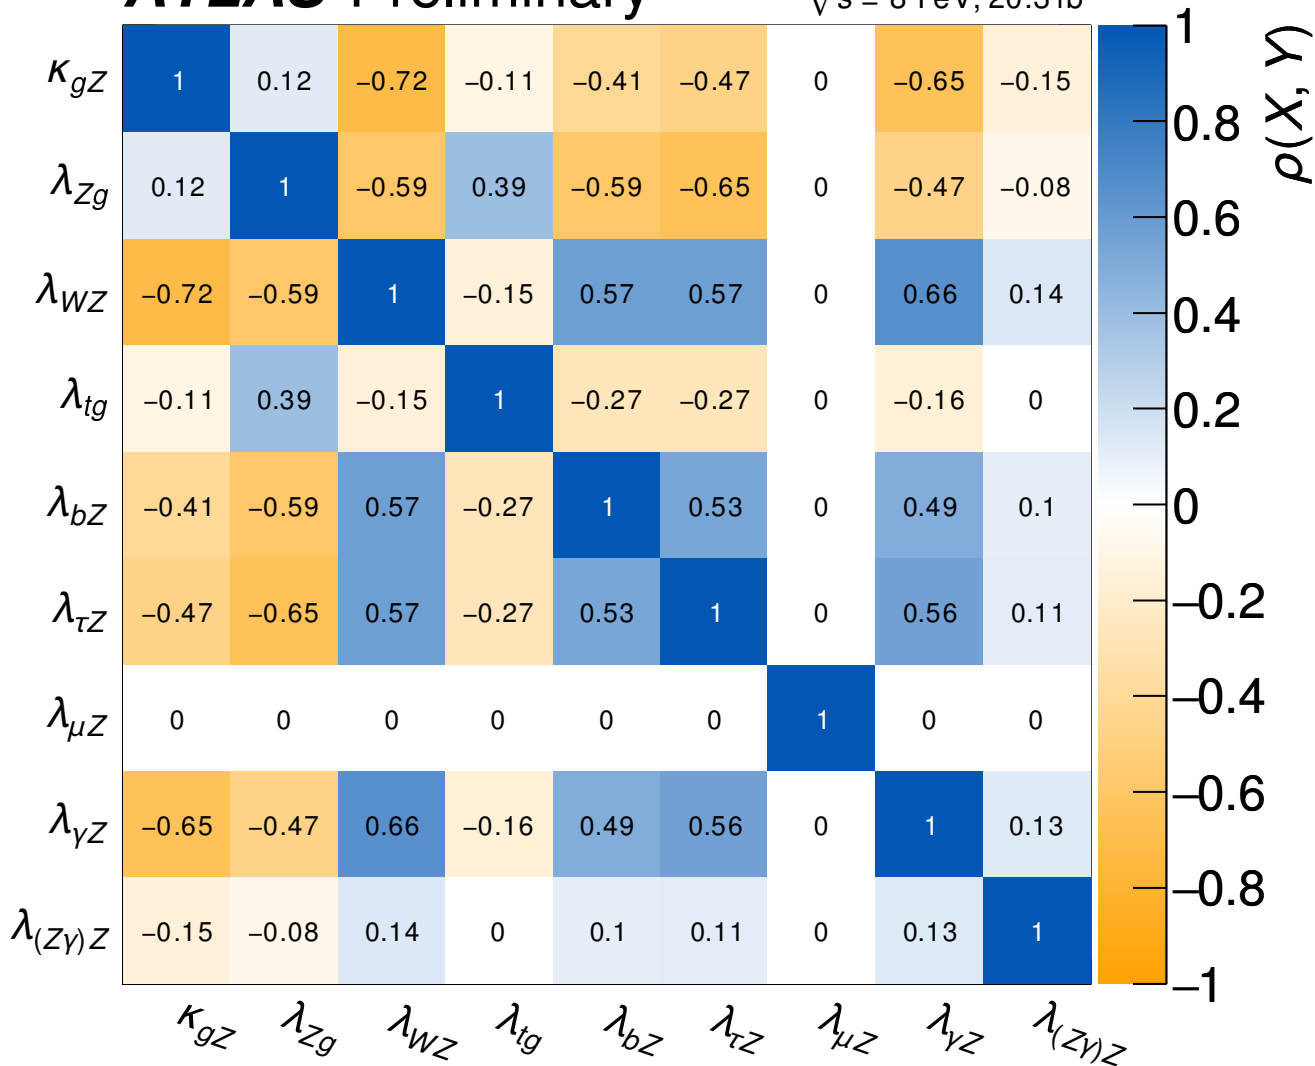 ATLAS Preliminary √s = 8 TeV, 20.3 fb
κgZ 1 0.12 −0.72 −0.11 −0.41 −0.47 0 −0.65 −0.15
λZg 0.12 1 −0.59 0.39 −0.59 −0.65 0 −0.47 −0.08
λWZ −0.72 −0.59 1 −0.15 0.57 0.57 0 0.66 0.14
λtg −0.11 0.39 −0.15 1 −0.27 −0.27 0 −0.16 0
λbZ −0.41 −0.59 0.57 −0.27 1 0.53 0 0.49 0.1
λτZ −0.47 −0.65 0.57 −0.27 0.53 1 0 0.56 0.11
λμZ 0 0 0 0 0 0 1 0 0
λγZ −0.65 −0.47 0.66 −0.16 0.49 0.56 0 1 0.13
λ(Zγ)Z −0.15 −0.08 0.14 0 0.1 0.11 0 0.13 1
κgZ λZg λWZ λtg λbZ λτZ λμZ λγZ λ(Zγ)Z
1
0.8
0.6
0.4
0.2
0
−0.2
−0.4
−0.6
−0.8
−1
ρ(X, Y)